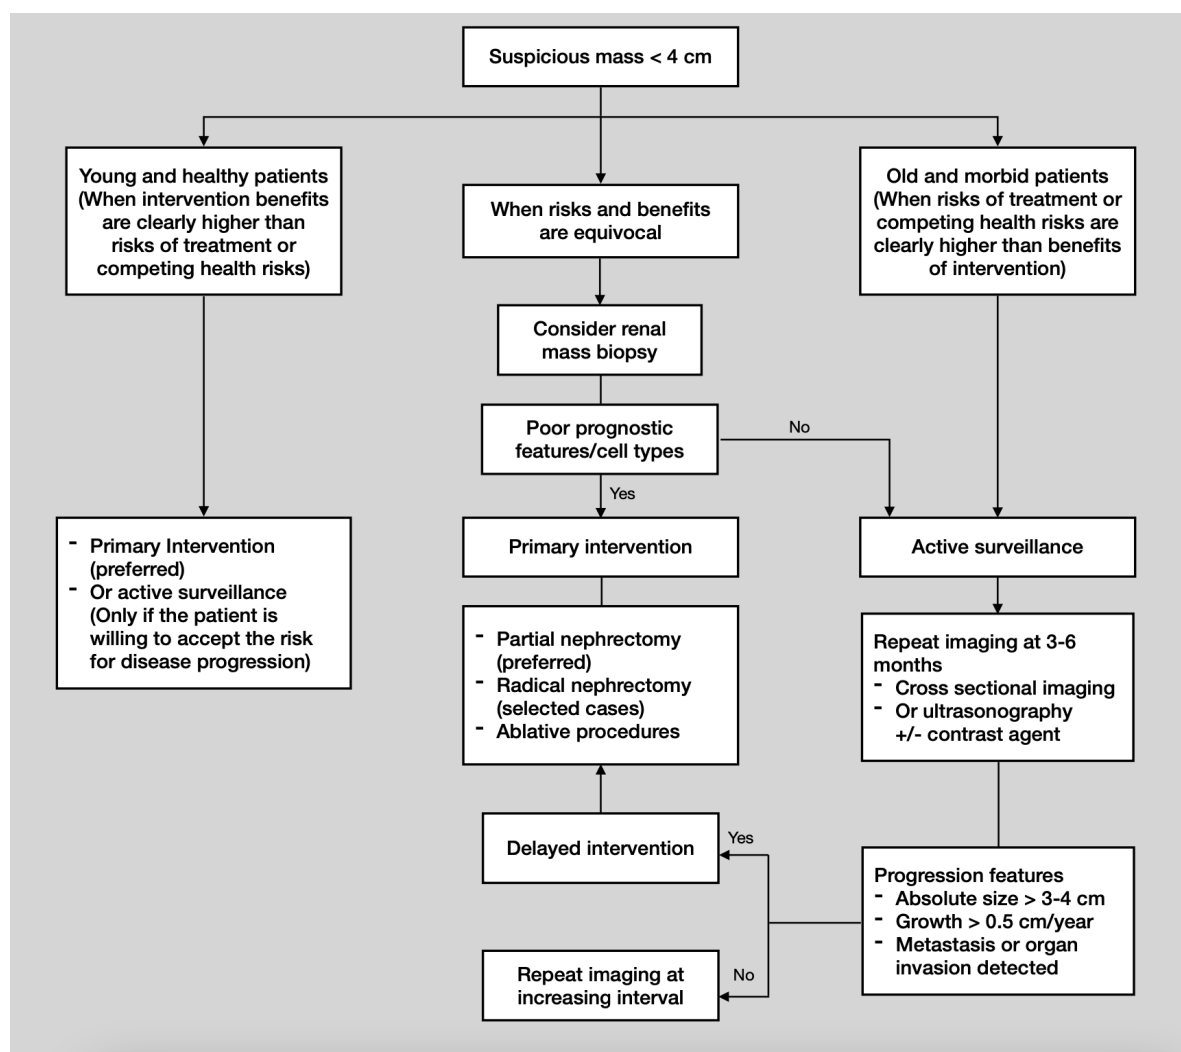 Suspicious mass < 4 cm
Young and healthy patients
(When intervention benefits
are clearly higher than
risks of treatment or
competing health risks)
When risks and benefits
are equivocal
Old and morbid patients
(When risks of treatment or
competing health risks are
clearly higher than benefits
of intervention)
Consider renal
mass biopsy
Poor prognostic
features/cell types
No
Yes
- Primary Intervention
(preferred)
- Or active surveillance
(Only if the patient is
willing to accept the risk
for disease progression)
Primary intervention
Active surveillance
- Partial nephrectomy
(preferred)
- Radical nephrectomy
(selected cases)
- Ablative procedures
Repeat imaging at 3-6
months
- Cross sectional imaging
- Or ultrasonography
+/- contrast agent
Delayed intervention
Yes
Progression features
- Absolute size > 3-4 cm
- Growth > 0.5 cm/year
- Metastasis or organ
invasion detected
Repeat imaging at
increasing interval
No